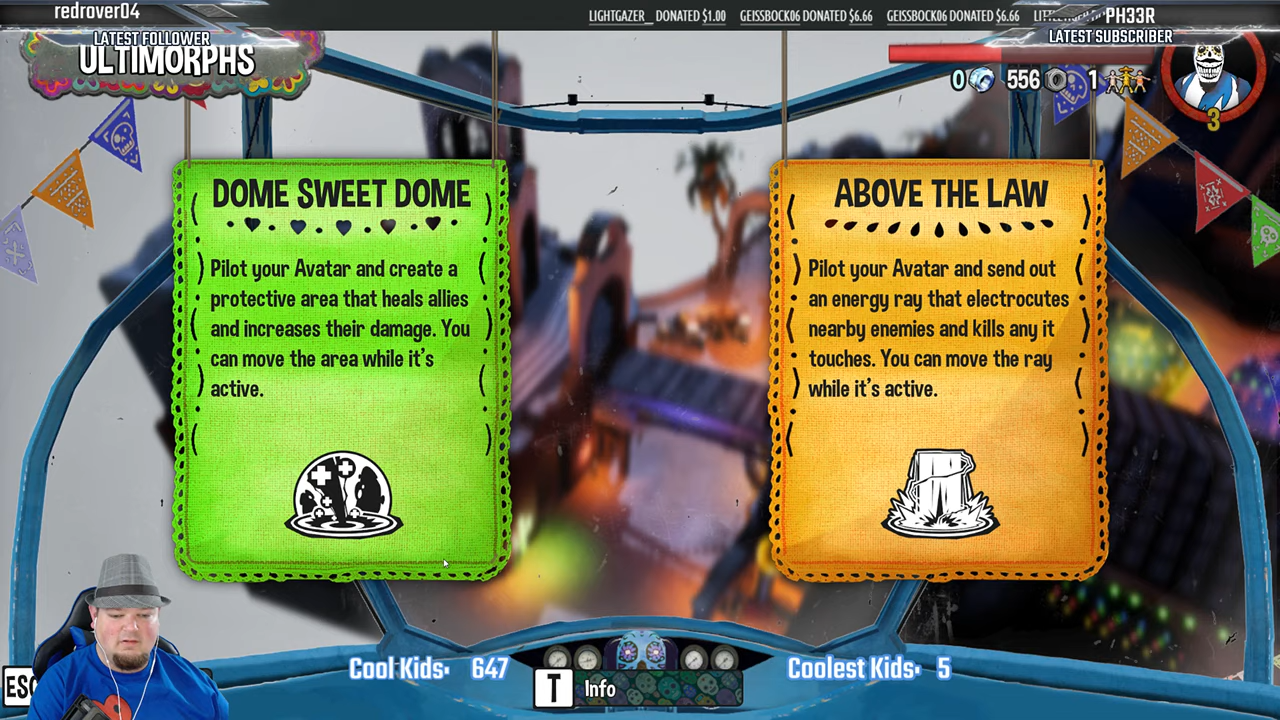 redrover04
LATEST FOLLOWER
LIGHTGAZER_ DONATED $1.00 GEISSBOCK06 DONATED $6.66 GEISSBOCK06 DONATED $6.66
PH33R
LATEST SUBSCRIBER
ULTIMORPHS
0 556 1
3
DOME SWEET DOME
Pilot your Avatar and create a
protective area that heals allies
and increases their damage. You
can move the area while it's
active.
ABOVE THE LAW
Pilot your Avatar and send out
an energy ray that electrocutes
nearby enemies and kills any it
touches. You can move the ray
while it's active.
Cool Kids: 647
Coolest Kids: 5
ESC
T Info